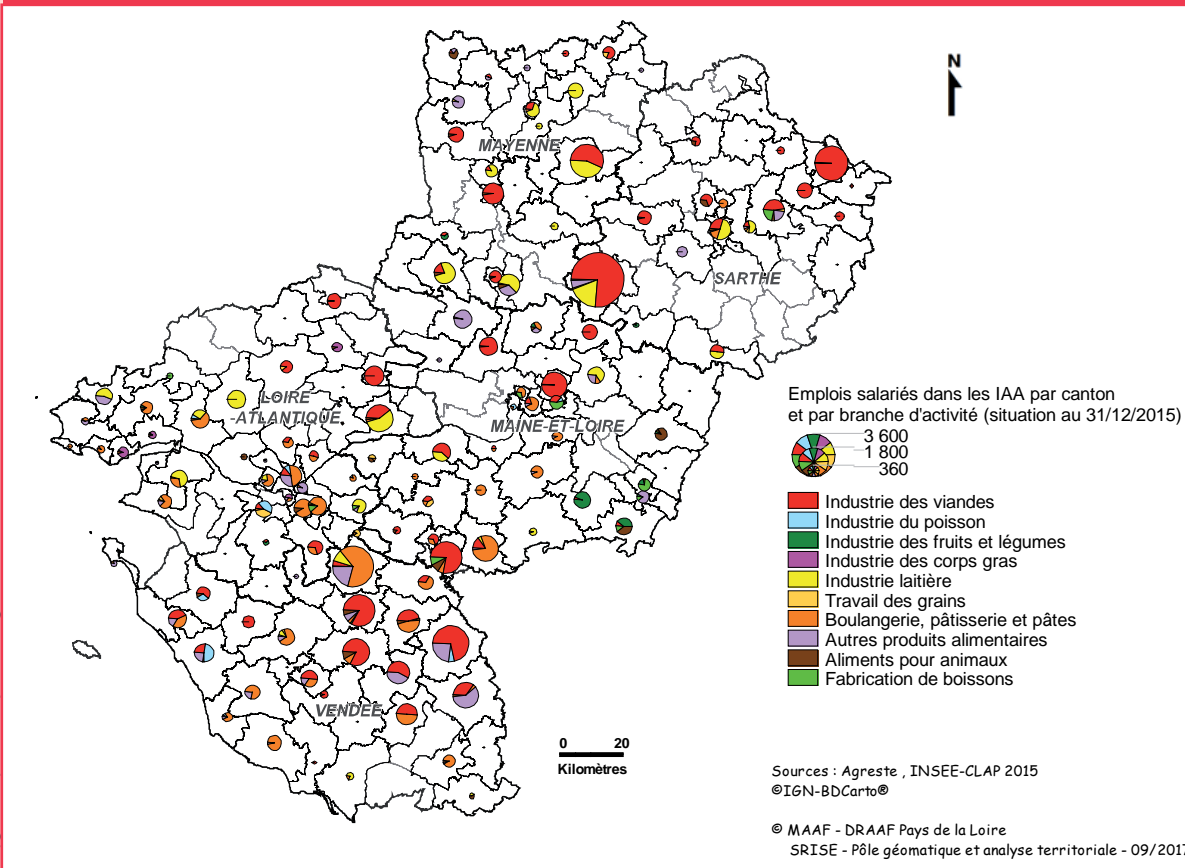 N
MAYENNE
SARTHE
LOIRE
-ATLANTIQUE
MAINE-ET-LOIRE
VENDEE
Emplois salariés dans les IAA par canton
et par branche d'activité (situation au 31/12/2015)
3 600
1 800
360
Industrie des viandes
Industrie du poisson
Industrie des fruits et légumes
Industrie des corps gras
Industrie laitière
Travail des grains
Boulangerie, pâtisserie et pâtes
Autres produits alimentaires
Aliments pour animaux
Fabrication de boissons
0 20
Kilomètres
Sources : Agreste , INSEE-CLAP 2015
©IGN-BDCarto®
© MAAF - DRAAF Pays de la Loire
SRISE - Pôle géomatique et analyse territoriale - 09/2017